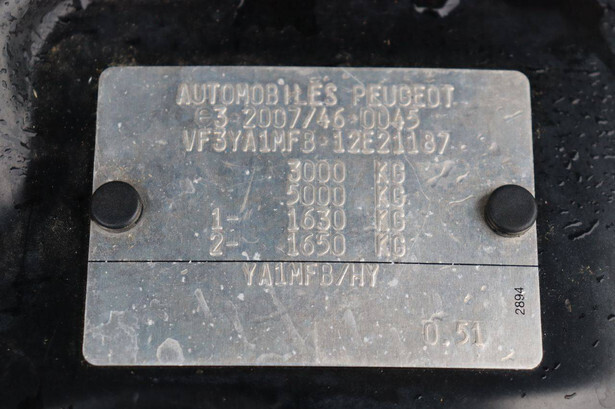 AUTOMOBILES PEUGEOT
e3*2007/46*0045
VF3YA1MFB*12E21187
3000 KG
5000 KG
1- 1630 KG
2- 1650 KG
YA1MFB/HY
2894
0.51